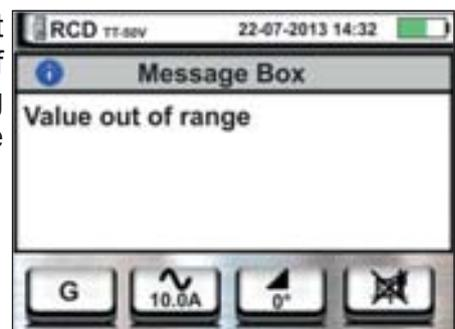 RCD TT-50V 22-07-2013 14:32
Message Box
Value out of range
G 10.0A 0°